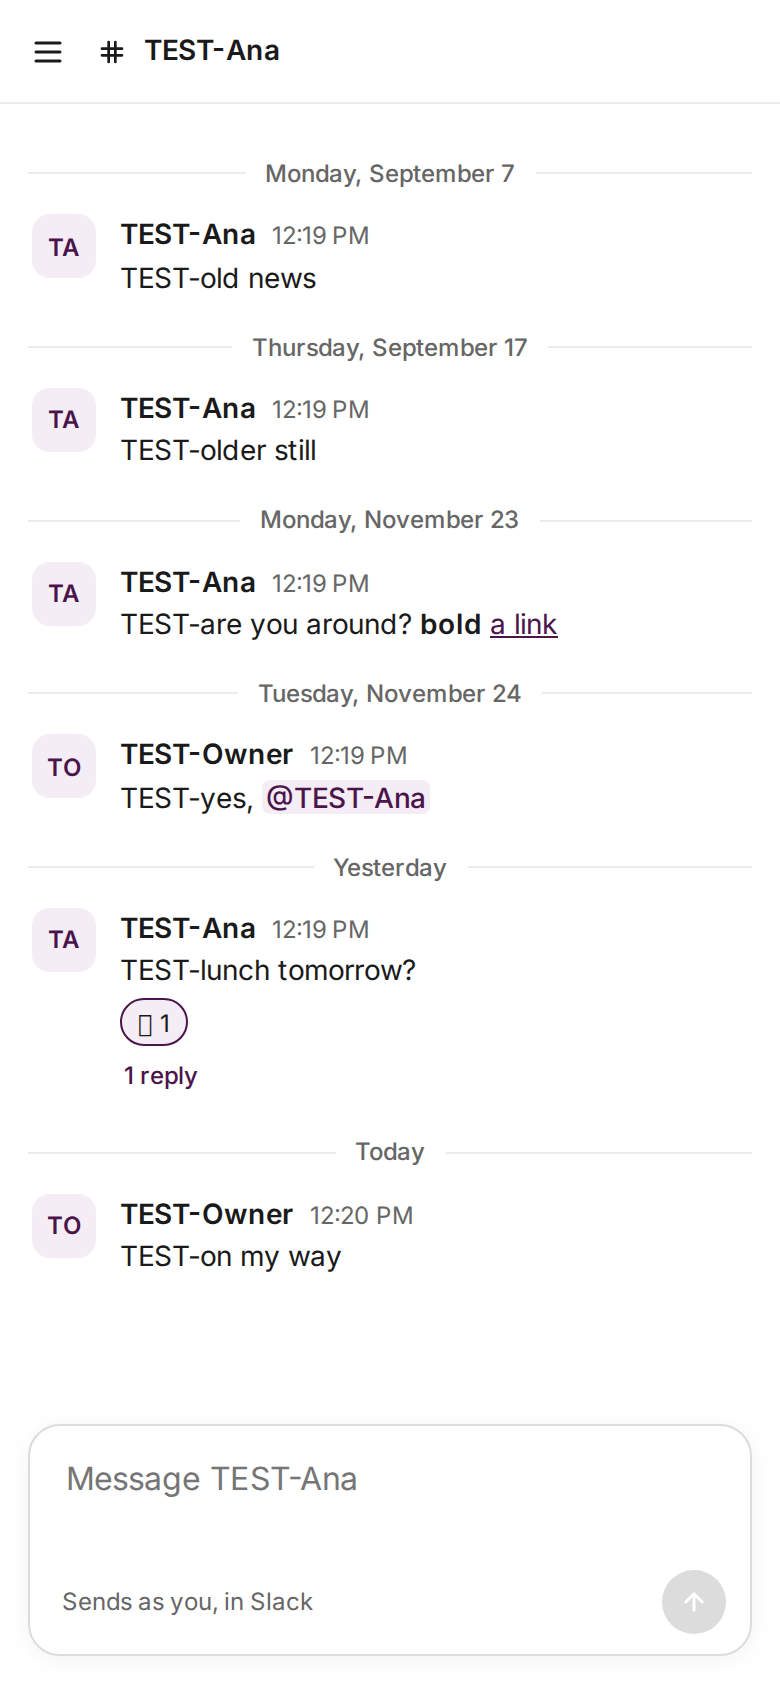 # TEST-Ana
Monday, September 7
TA
TEST-Ana 12:19 PM
TEST-old news
Thursday, September 17
TA
TEST-Ana 12:19 PM
TEST-older still
Monday, November 23
TA
TEST-Ana 12:19 PM
TEST-are you around? bold a link
Tuesday, November 24
TO
TEST-Owner 12:19 PM
TEST-yes, @TEST-Ana
Yesterday
TA
TEST-Ana 12:19 PM
TEST-lunch tomorrow?
1
1 reply
Today
TO
TEST-Owner 12:20 PM
TEST-on my way
Message TEST-Ana
Sends as you, in Slack